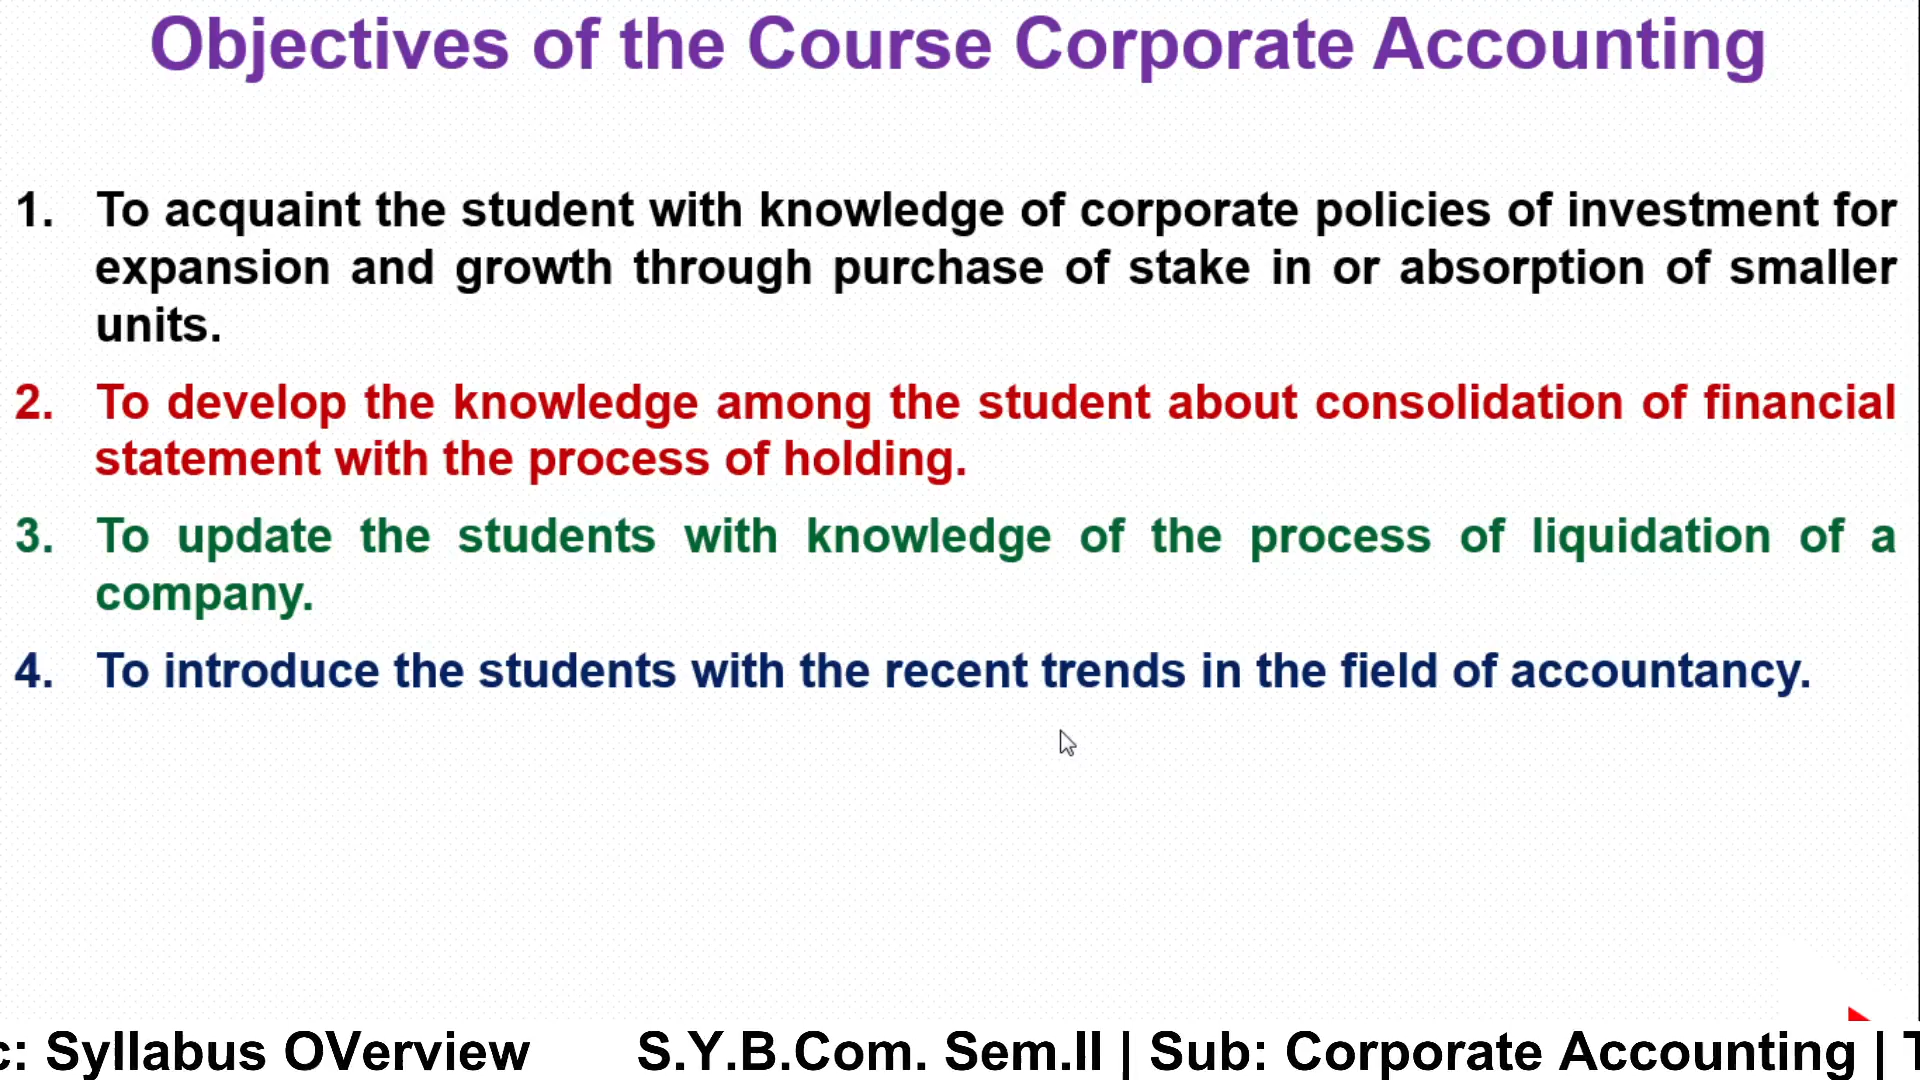 Objectives of the Course Corporate Accounting
1. To acquaint the student with knowledge of corporate policies of investment for
expansion and growth through purchase of stake in or absorption of smaller
units.
2. To develop the knowledge among the student about consolidation of financial
statement with the process of holding.
3. To update the students with knowledge of the process of liquidation of a
company.
4. To introduce the students with the recent trends in the field of accountancy.
c: Syllabus OVerview S.Y.B.Com. Sem.II | Sub: Corporate Accounting | T